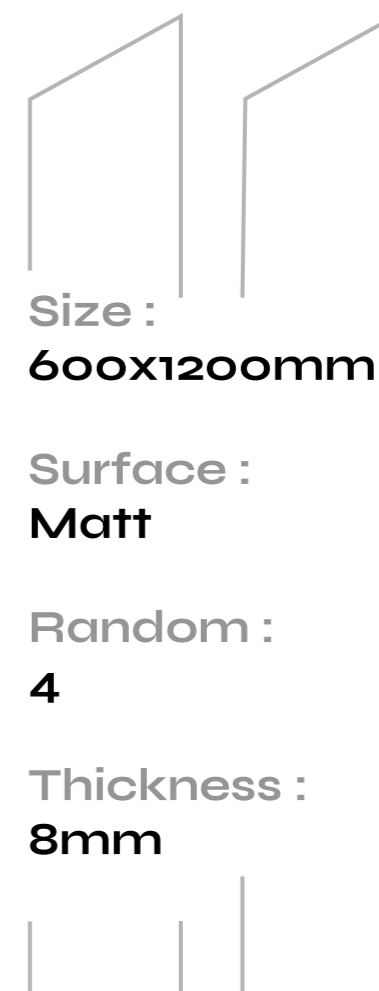 Size :
600x1200mm
Surface :
Matt
Random :
4
Thickness :
8mm